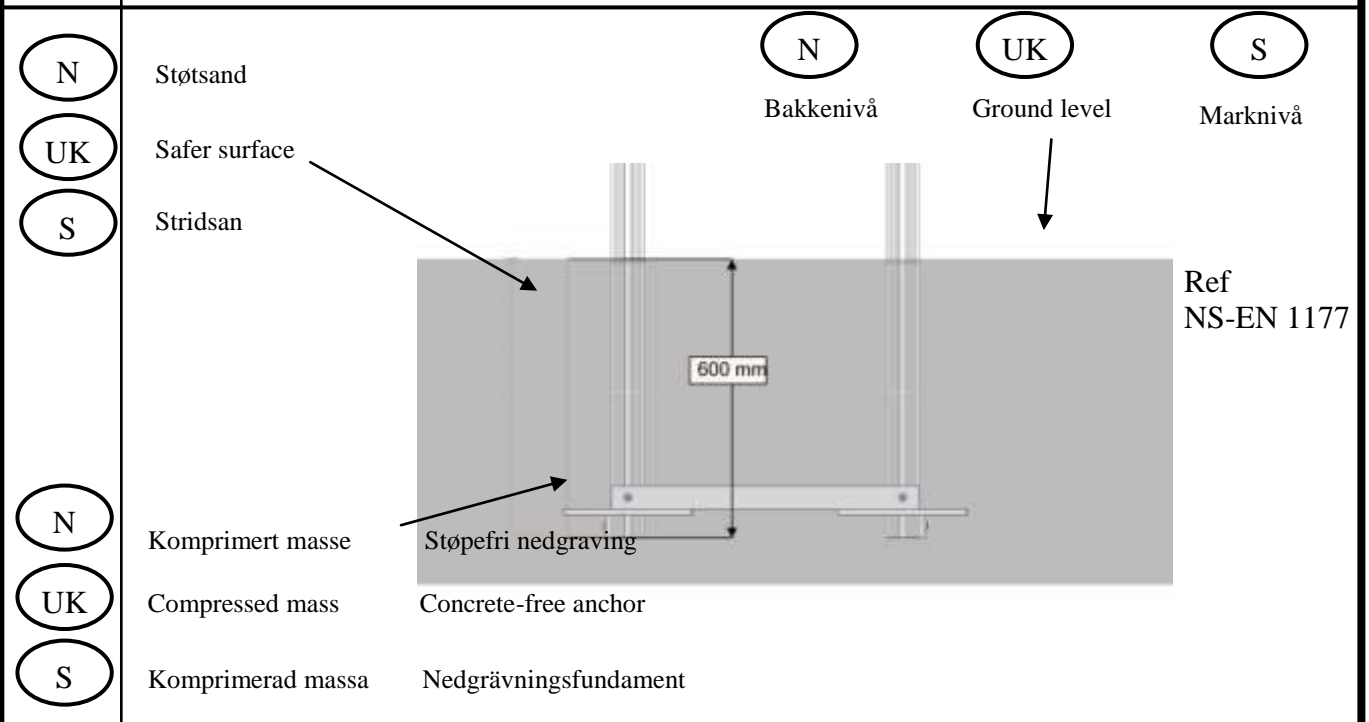 N Støtsand
UK Safer surface
S Stridsan
N UK S
Bakkenivå Ground level Marknivå
Ref
NS-EN 1177
600 mm
N Komprimert masse Støpefri nedgraving
UK Compressed mass Concrete-free anchor
S Komprimerad massa Nedgrävningsfundament